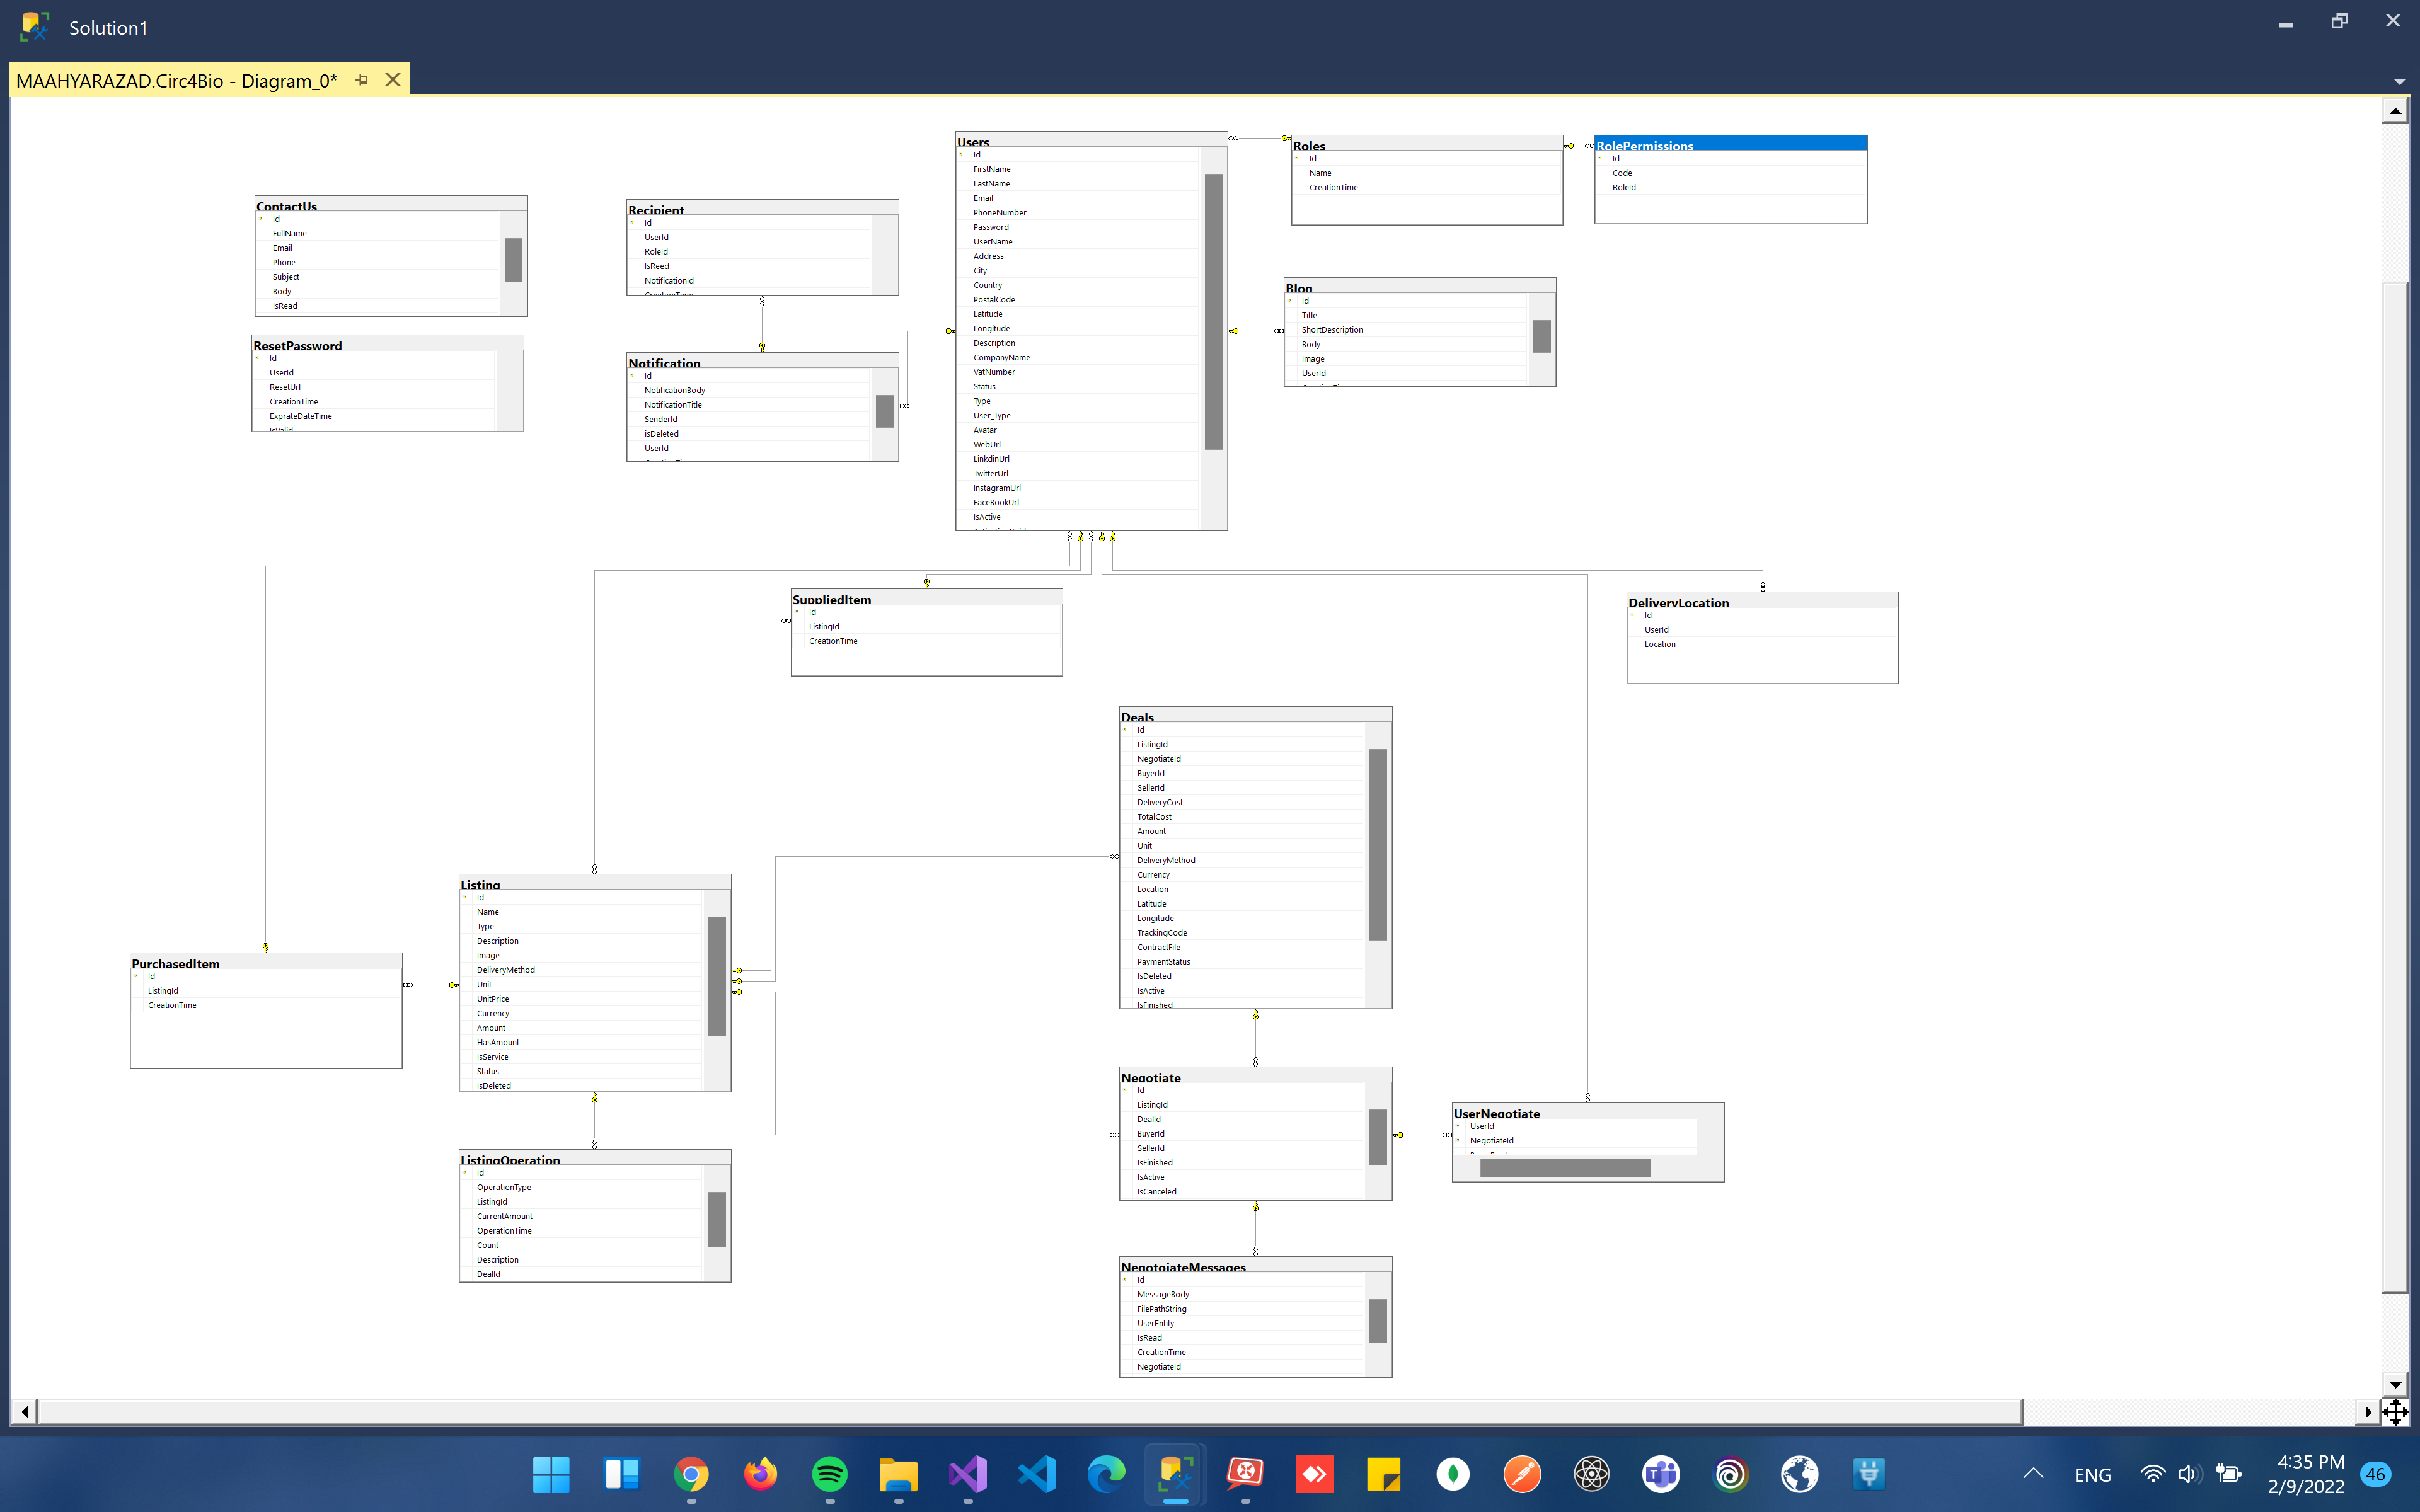 Solution1
MAAHYARAZAD.Circ4Bio - Diagram_0*
Users
Id
FirstName
LastName
Email
PhoneNumber
Password
UserName
Address
City
Country
PostalCode
Latitude
Longitude
Description
CompanyName
VatNumber
Status
Type
User_Type
Avatar
WebUrl
LinkdinUrl
TwitterUrl
InstagramUrl
FaceBookUrl
IsActive
Roles
Id
Name
CreationTime
RolePermissions
Id
Code
RoleId
ContactUs
Id
FullName
Email
Phone
Subject
Body
IsRead
Recipient
Id
UserId
RoleId
IsReed
NotificationId
CreationTime
ResetPassword
Id
UserId
ResetUrl
CreationTime
ExprateDateTime
IsValid
Notification
Id
NotificationBody
NotificationTitle
SenderId
isDeleted
UserId
Blog
Id
Title
ShortDescription
Body
Image
UserId
SuppliedItem
Id
ListingId
CreationTime
DeliveryLocation
Id
UserId
Location
Deals
Id
ListingId
NegotiateId
BuyerId
SellerId
DeliveryCost
TotalCost
Amount
Unit
DeliveryMethod
Currency
Location
Latitude
Longitude
TrackingCode
ContractFile
PaymentStatus
IsDeleted
IsActive
IsFinished
Listing
Id
Name
Type
Description
Image
DeliveryMethod
Unit
UnitPrice
Currency
Amount
HasAmount
IsService
Status
IsDeleted
PurchasedItem
Id
ListingId
CreationTime
Negotiate
Id
ListingId
DealId
BuyerId
SellerId
IsFinished
IsActive
IsCanceled
UserNegotiate
UserId
NegotiateId
ListingOperation
Id
OperationType
ListingId
CurrentAmount
OperationTime
Count
Description
DealId
NegotoiateMessages
Id
MessageBody
FilePathString
UserEntity
IsRead
CreationTime
NegotiateId
ENG
4:35 PM
2/9/2022
46